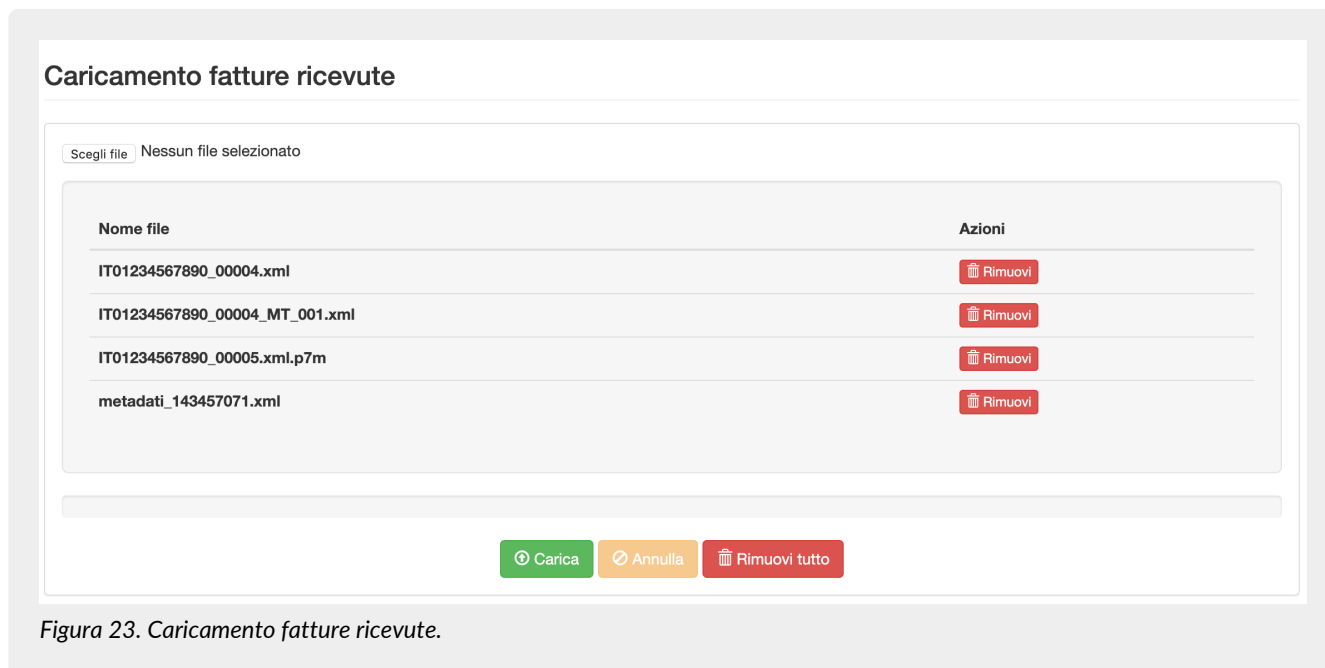 Caricamento fatture ricevute
Scegli file Nessun file selezionato
Nome file Azioni
IT01234567890_00004.xml Rimuovi
IT01234567890_00004_MT_001.xml Rimuovi
IT01234567890_00005.xml.p7m Rimuovi
metadati_143457071.xml Rimuovi
Carica Annulla Rimuovi tutto
Figura 23. Caricamento fatture ricevute.